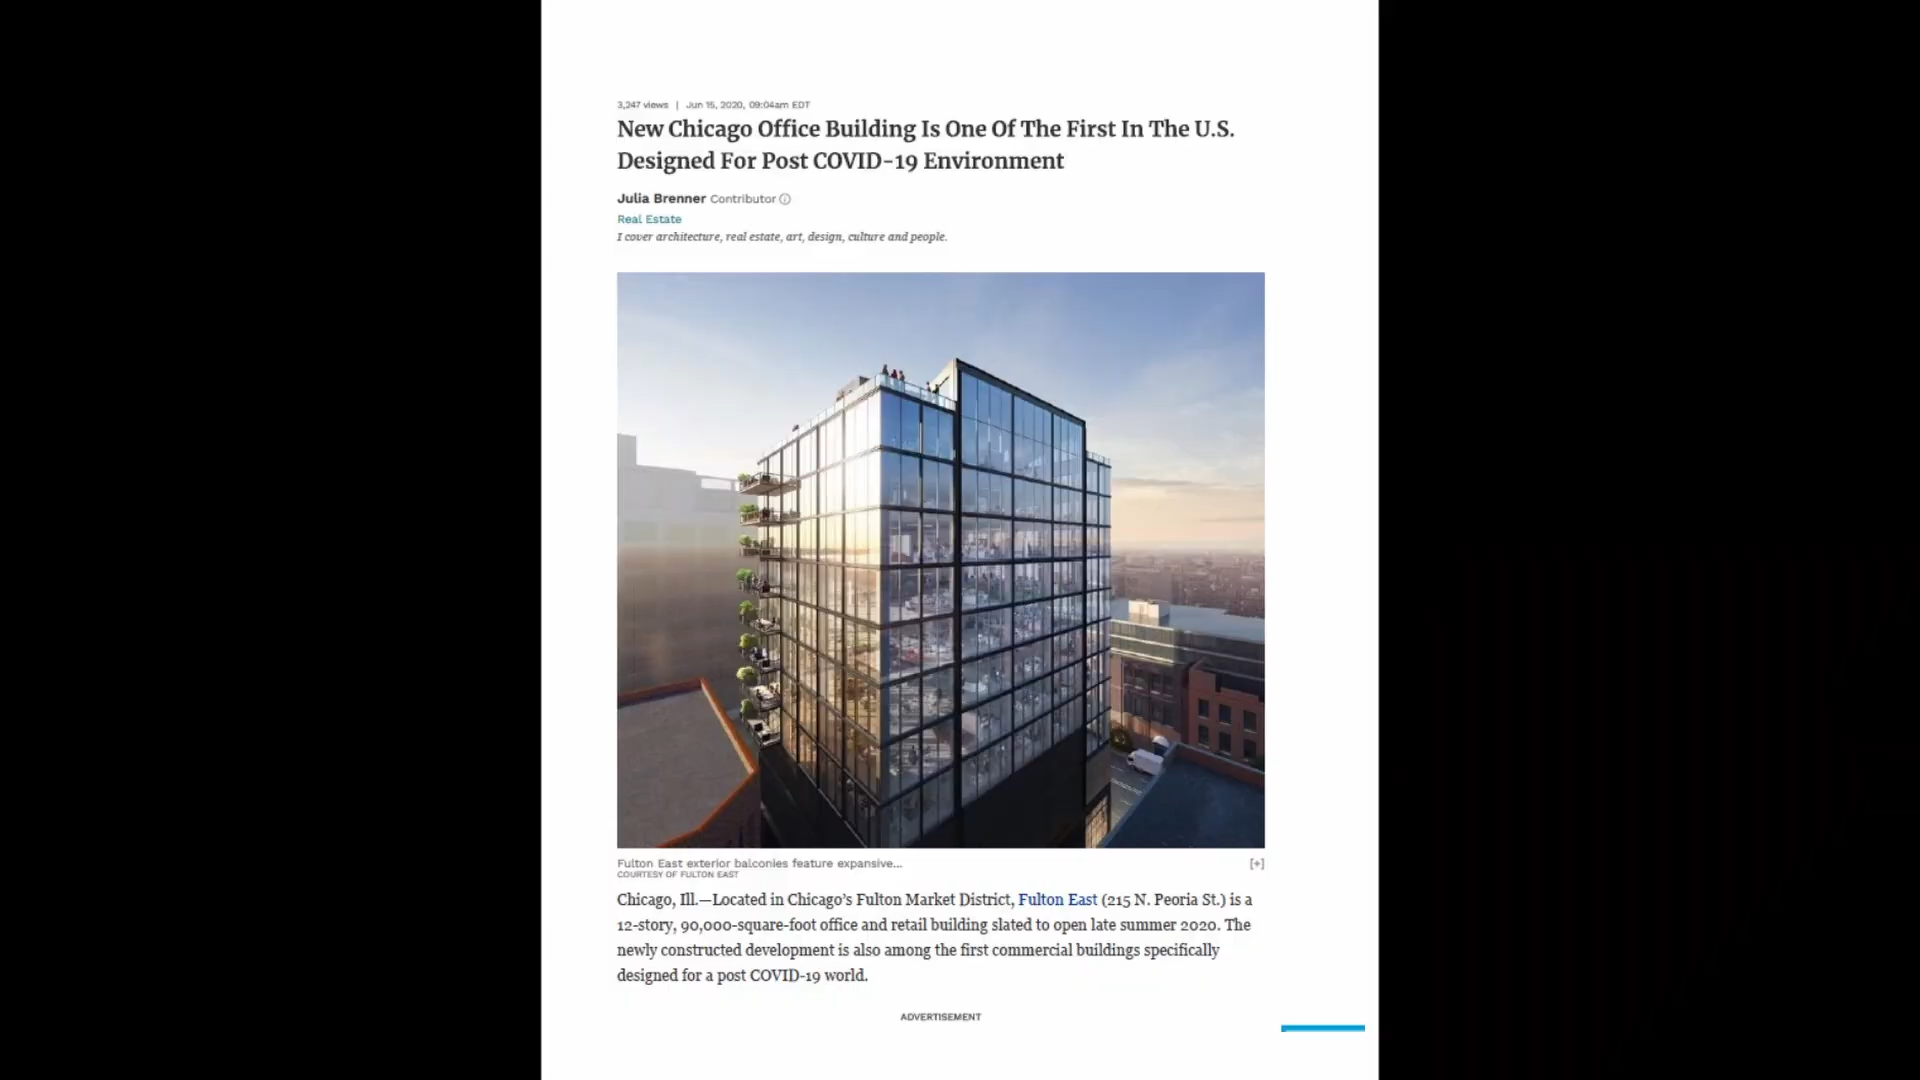 3,247 views | Jun 15, 2020, 09:04am EDT
New Chicago Office Building Is One Of The First In The U.S.
Designed For Post COVID-19 Environment
Julia Brenner Contributor
Real Estate
I cover architecture, real estate, art, design, culture and people.
Fulton East exterior balconies feature expansive... [+]
COURTESY OF FULTON EAST
Chicago, Ill.—Located in Chicago's Fulton Market District, Fulton East (215 N. Peoria St.) is a
12-story, 90,000-square-foot office and retail building slated to open late summer 2020. The
newly constructed development is also among the first commercial buildings specifically
designed for a post COVID-19 world.
ADVERTISEMENT